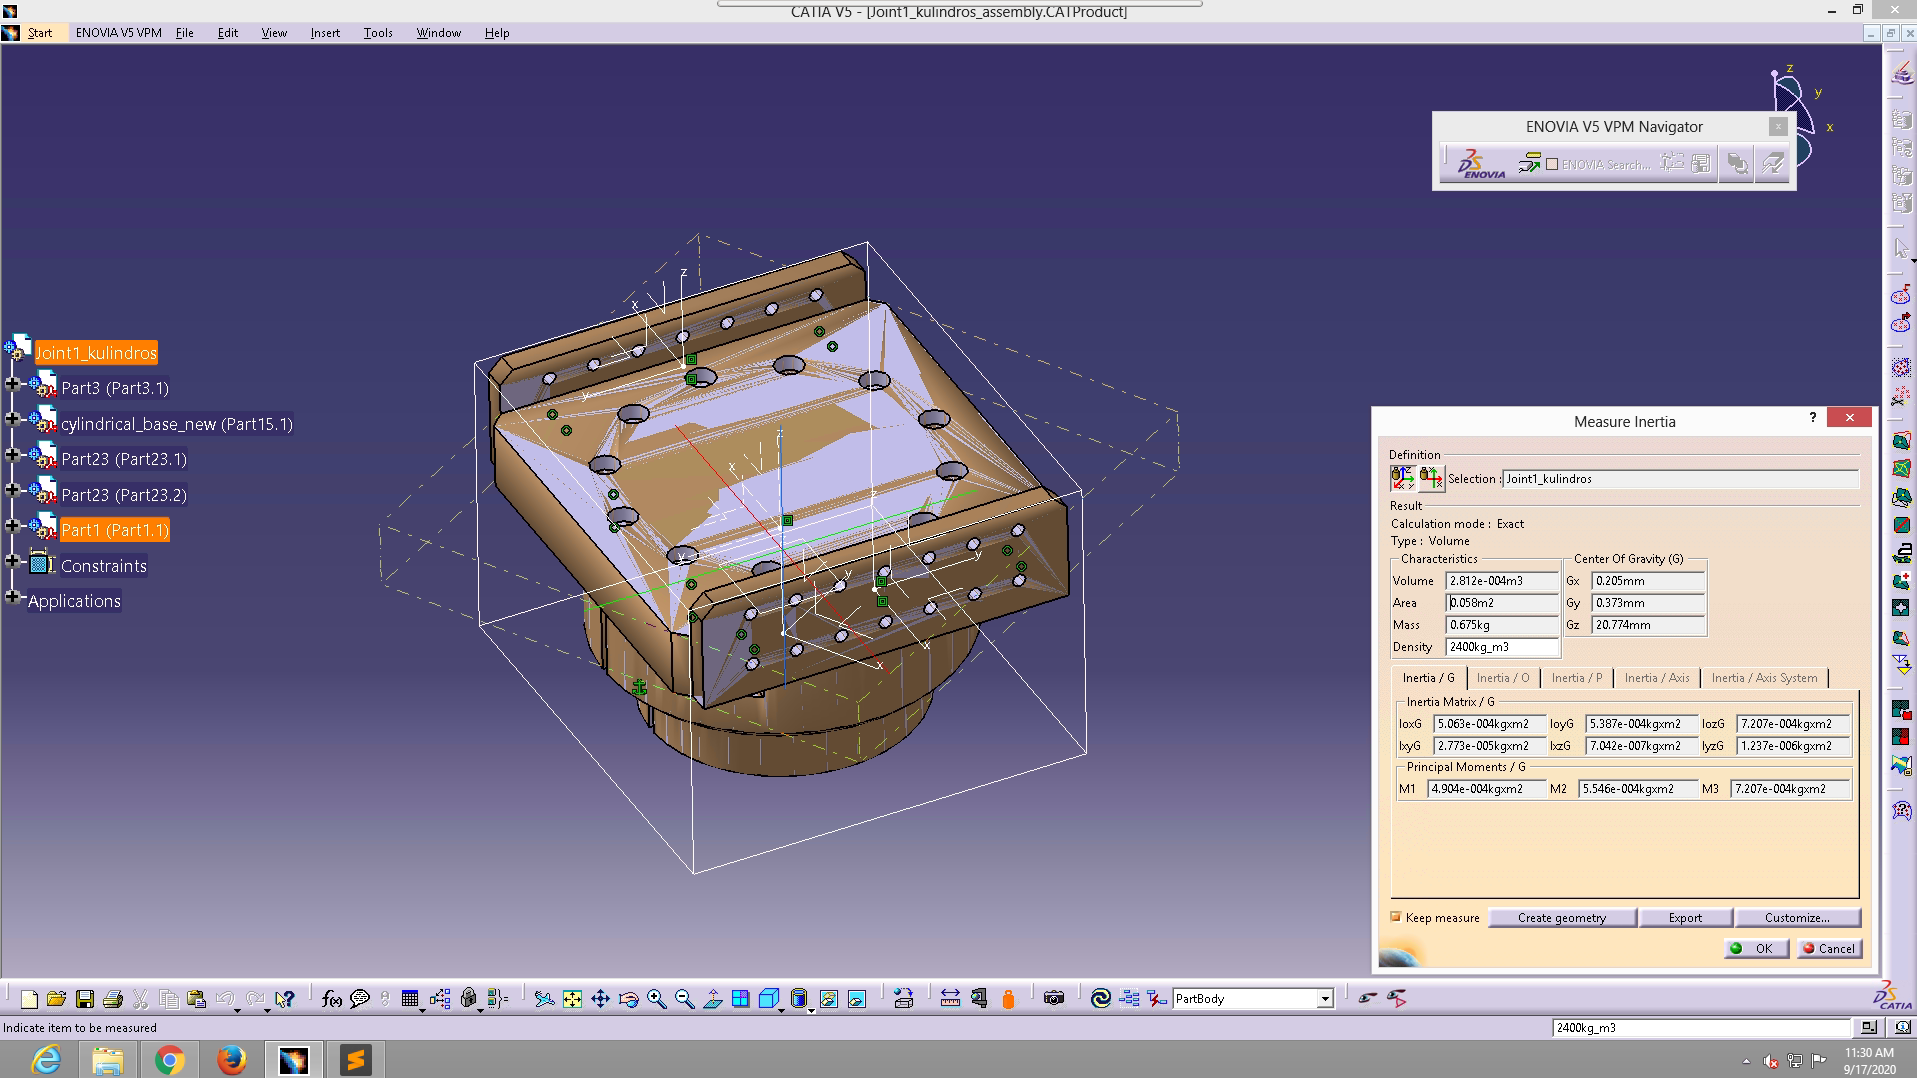 CATIA V5 - [Joint1_kulindros_assembly.CATProduct]
Start ENOVIA V5 VPM File Edit View Insert Tools Window Help
z
y
x
ENOVIA V5 VPM Navigator
ENOVIA
ENOVIA Search...
Joint1_kulindros
Part3 (Part3.1)
cylindrical_base_new (Part15.1)
Part23 (Part23.1)
Part23 (Part23.2)
Part1 (Part1.1)
Constraints
Applications
z
x
y
x
z
z
y
y
y
x
x
Measure Inertia
?
Definition
Selection : Joint1_kulindros
Result
Calculation mode : Exact
Type : Volume
Characteristics
Volume 2.812e-004m3
Area 0.058m2
Mass 0.675kg
Density 2400kg_m3
Center Of Gravity (G)
Gx 0.205mm
Gy 0.373mm
Gz 20.774mm
Inertia / G Inertia / O Inertia / P Inertia / Axis Inertia / Axis System
Inertia Matrix / G
IoxG 5.063e-004kgxm2 IoyG 5.387e-004kgxm2 IozG 7.207e-004kgxm2
IxyG 2.773e-005kgxm2 IxzG 7.042e-007kgxm2 IyzG 1.237e-006kgxm2
Principal Moments / G
M1 4.904e-004kgxm2 M2 5.546e-004kgxm2 M3 7.207e-004kgxm2
Keep measure Create geometry Export Customize...
OK Cancel
f(x)
PartBody
CATIA
Indicate item to be measured
2400kg_m3
11:30 AM
9/17/2020